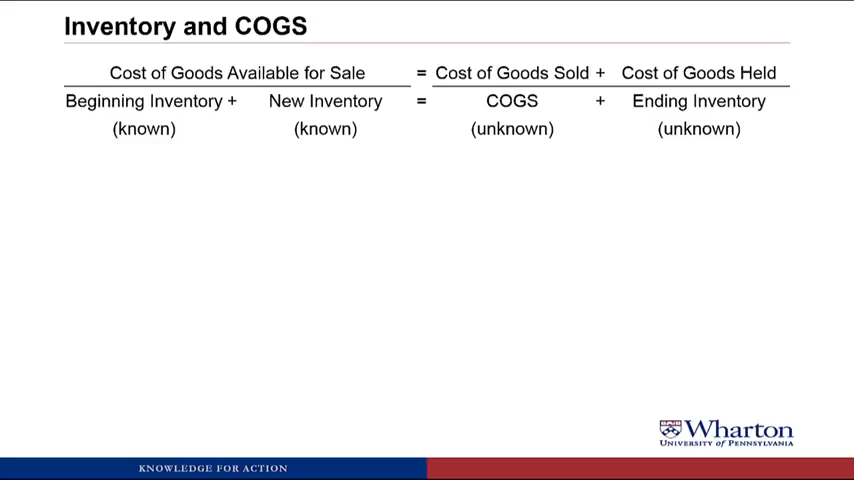 Inventory and COGS
Cost of Goods Available for Sale = Cost of Goods Sold + Cost of Goods Held
Beginning Inventory + New Inventory = COGS + Ending Inventory
(known) (known) (unknown) (unknown)
Wharton
UNIVERSITY of PENNSYLVANIA
KNOWLEDGE FOR ACTION